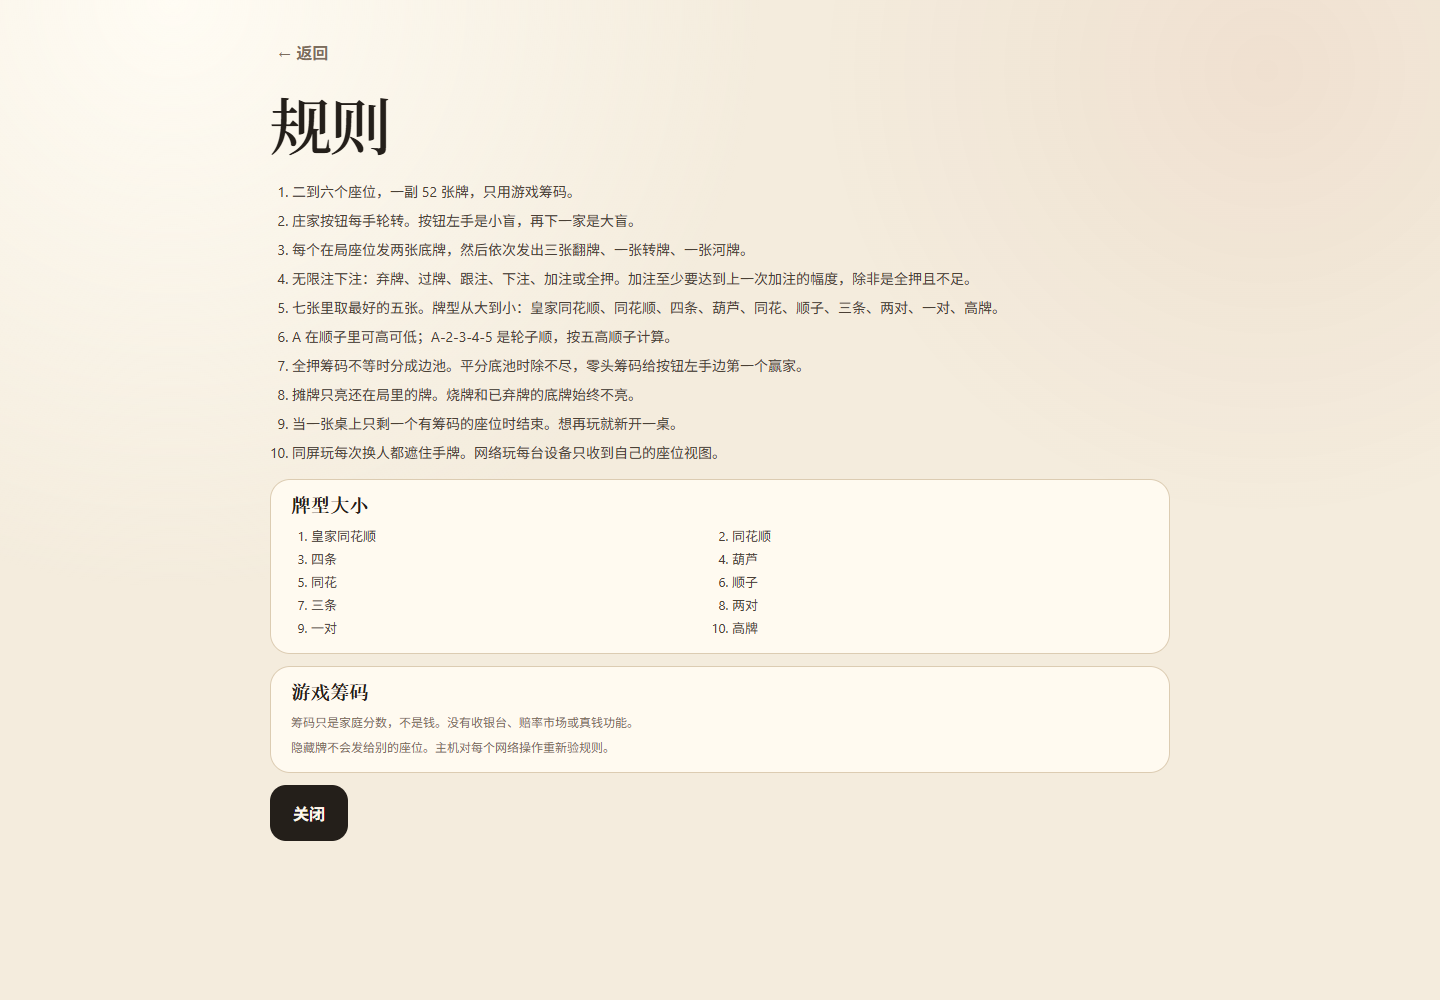 ← 返回
规则
1. 二到六个座位，一副 52 张牌，只用游戏筹码。
2. 庄家按钮每手轮转。按钮左手是小盲，再下一家是大盲。
3. 每个在局座位发两张底牌，然后依次发出三张翻牌、一张转牌、一张河牌。
4. 无限注下注：弃牌、过牌、跟注、下注、加注或全押。加注至少要达到上一次加注的幅度，除非是全押且不足。
5. 七张里取最好的五张。牌型从大到小：皇家同花顺、同花顺、四条、葫芦、同花、顺子、三条、两对、一对、高牌。
6. A 在顺子里可高可低；A-2-3-4-5 是轮子顺，按五高顺子计算。
7. 全押筹码不等时分成边池。平分底池时除不尽，零头筹码给按钮左手边第一个赢家。
8. 摊牌只亮还在局里的牌。烧牌和已弃牌的底牌始终不亮。
9. 当一张桌上只剩一个有筹码的座位时结束。想再玩就新开一桌。
10. 同屏玩每次换人都遮住手牌。网络玩每台设备只收到自己的座位视图。
牌型大小
1. 皇家同花顺
2. 同花顺
3. 四条
4. 葫芦
5. 同花
6. 顺子
7. 三条
8. 两对
9. 一对
10. 高牌
游戏筹码
筹码只是家庭分数，不是钱。没有收银台、赔率市场或真钱功能。
隐藏牌不会发给别的座位。主机对每个网络操作重新验规则。
关闭